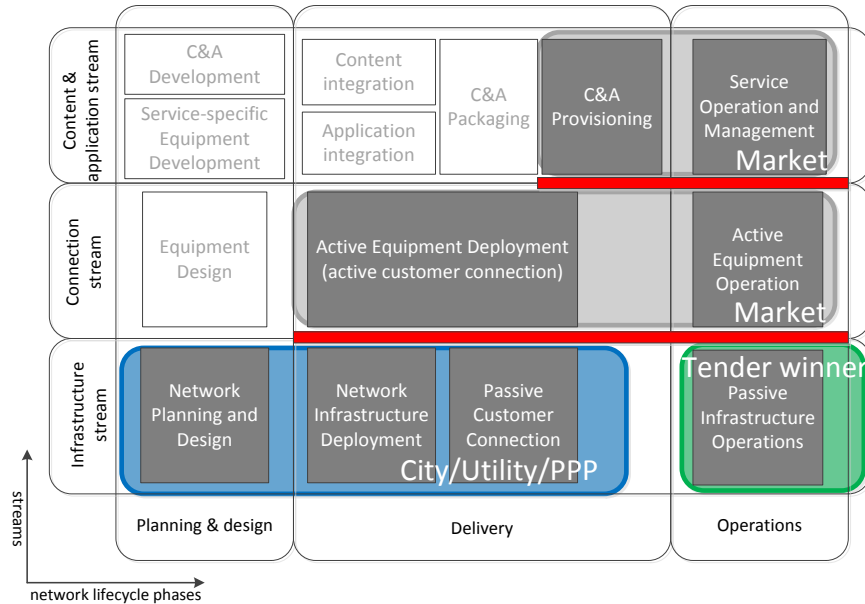 C&A
Development
Service-specific
Equipment
Development
Content
integration
Application
integration
C&A
Packaging
C&A
Provisioning
Service
Operation and
Management
Market
Content &
application stream
Equipment
Design
Active Equipment Deployment
(active customer connection)
Active
Equipment
Operation
Market
Connection
stream
Network
Planning and
Design
Network
Infrastructure
Deployment
Passive
Customer
Connection
City/Utility/PPP
Tender winner
Passive
Infrastructure
Operations
Infrastructure
stream
Planning & design
Delivery
Operations
streams
network lifecycle phases